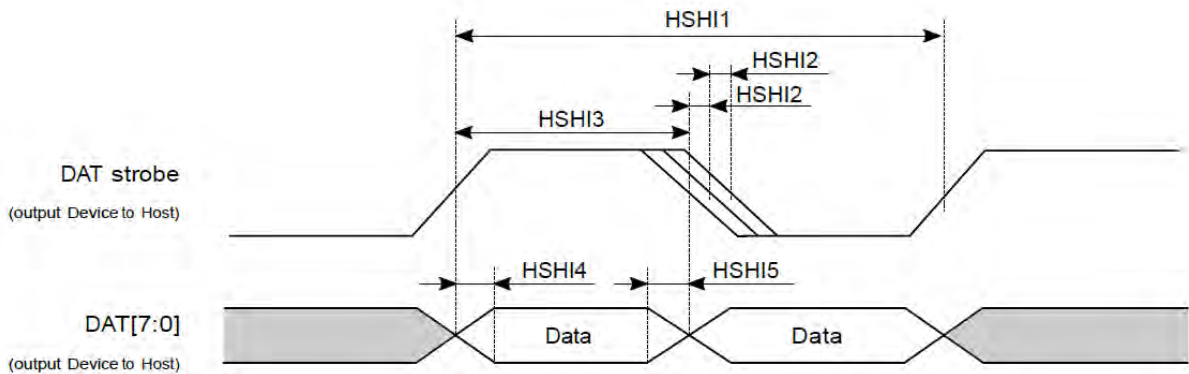 HSHI1
HSHI2
HSHI2
HSHI3
DAT strobe
(output Device to Host)
HSHI4
HSHI5
DAT[7:0]
(output Device to Host)
Data
Data